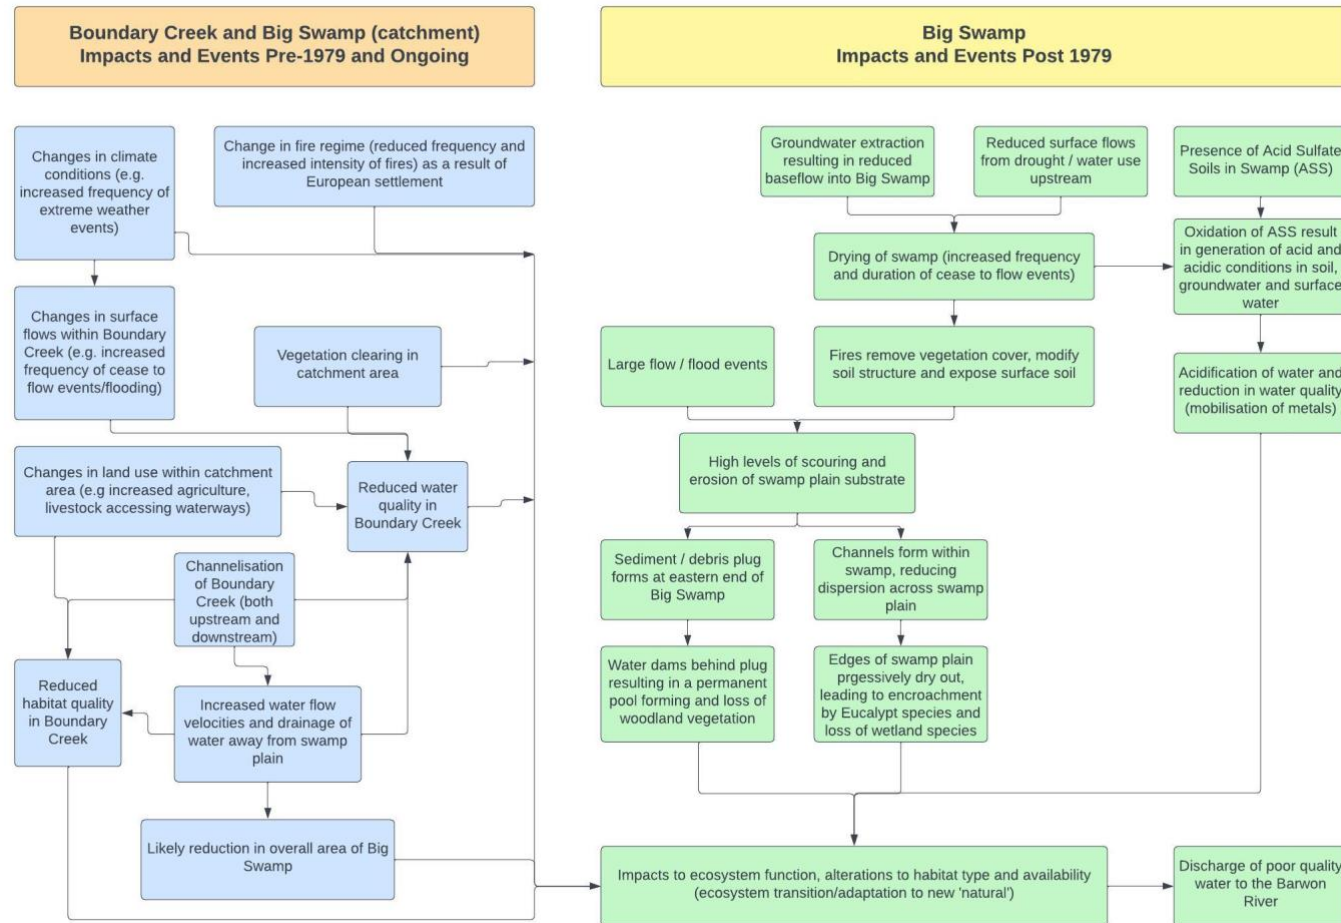 Boundary Creek and Big Swamp (catchment)
Impacts and Events Pre-1979 and Ongoing
Big Swamp
Impacts and Events Post 1979
Changes in climate
conditions (e.g.
increased frequency of
extreme weather
events)
Change in fire regime (reduced frequency and
increased intensity of fires) as a result of
European settlement
Changes in surface
flows within Boundary
Creek (e.g. increased
frequency of cease to
flow events/flooding)
Vegetation clearing in
catchment area
Changes in land use within catchment
area (e.g increased agriculture,
livestock accessing waterways)
Reduced water
quality in
Boundary Creek
Channelisation
of Boundary
Creek (both
upstream and
downstream)
Reduced
habitat quality
in Boundary
Creek
Increased water flow
velocities and drainage of
water away from swamp
plain
Likely reduction in overall area of Big
Swamp
Groundwater extraction
resulting in reduced
baseflow into Big Swamp
Reduced surface flows
from drought / water use
upstream
Presence of Acid Sulfate
Soils in Swamp (ASS)
Drying of swamp (increased frequency
and duration of cease to flow events)
Oxidation of ASS result
in generation of acid and
acidic conditions in soil,
groundwater and surface
water
Large flow / flood events
Fires remove vegetation cover, modify
soil structure and expose surface soil
Acidification of water and
reduction in water quality
(mobilisation of metals)
High levels of scouring and
erosion of swamp plain
substrate
Sediment / debris plug
forms at eastern end of
Big Swamp
Channels form within
swamp, reducing
dispersion across swamp
plain
Water dams behind plug
resulting in a permanent
pool forming and loss of
woodland vegetation
Edges of swamp plain
prgessively dry out,
leading to encroachment
by Eucalypt species and
loss of wetland species
Impacts to ecosystem function, alterations to habitat type and availability
(ecosystem transition/adaptation to new 'natural')
Discharge of poor quality
water to the Barwon
River